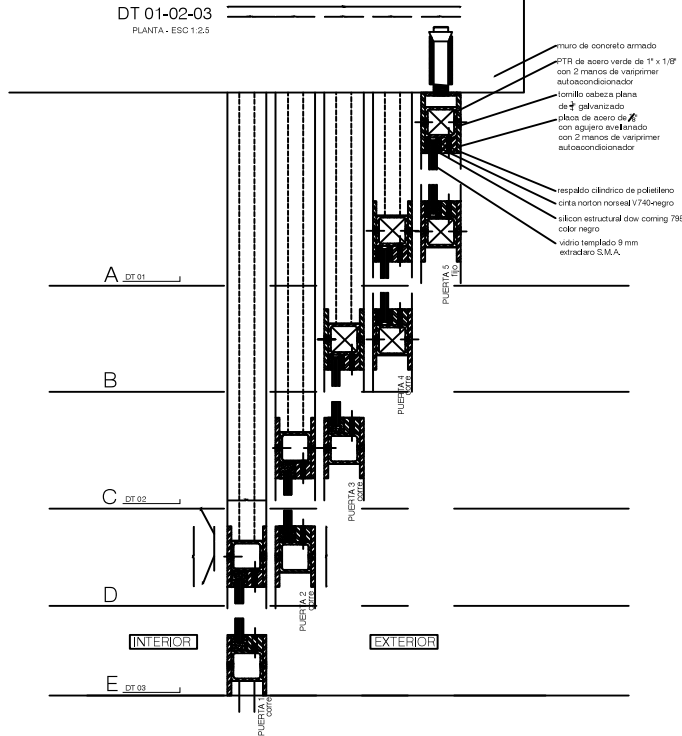 DT 01-02-03
PLANTA - ESC 1:2.5
muro de concreto armado
PTR de acero verde de 1" x 1/8"
con 2 manos de variprimer
autoacondicionador
tornillo cabeza plana
de galvanizado
placa de acero de
con agujero avellanado
con 2 manos de variprimer
autoacondicionador
respaldo cilindrico de polietileno
cinta norton norseal V740-negro
silicon estructural dow corning 795
color negro
vidrio templado 9 mm
extraclaro S.M.A.
A DT 01
PUERTA 5
fijo
B
PUERTA 4
corre
C DT 02
PUERTA 3
corre
D
PUERTA 2
corre
INTERIOR
EXTERIOR
E DT 03
PUERTA 1
corre